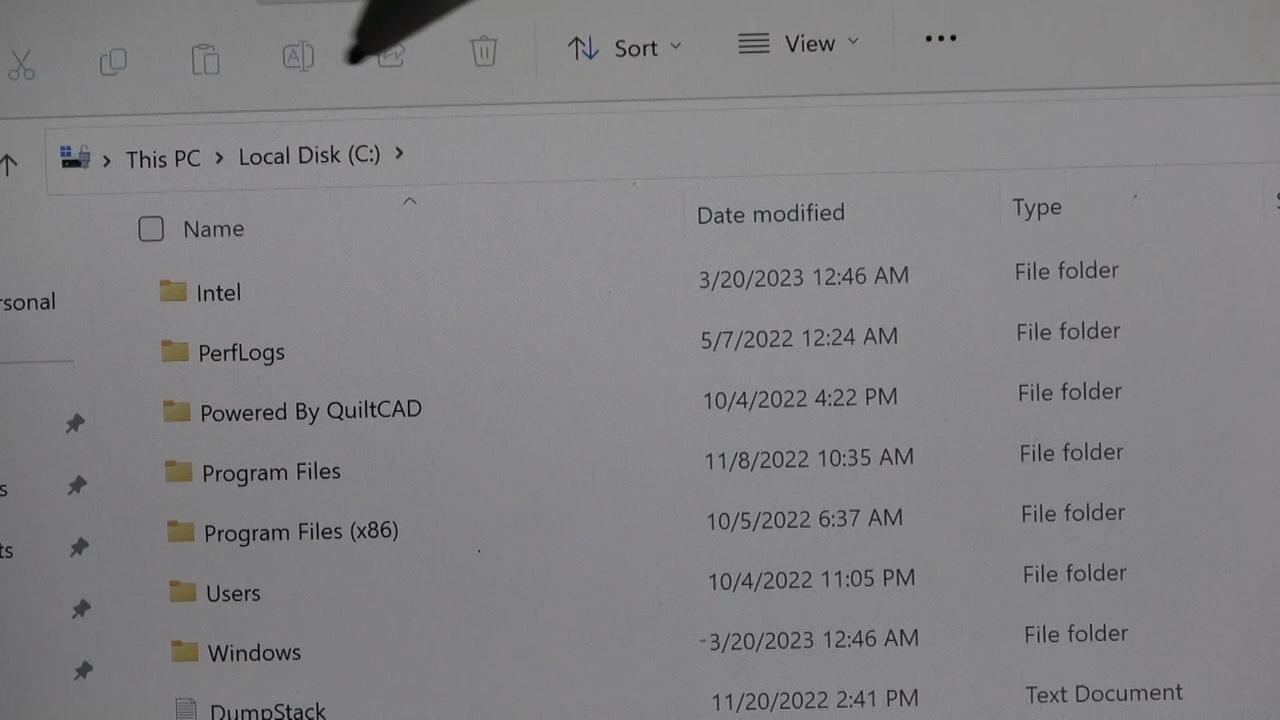 Sort View
This PC Local Disk (C:)
Name Date modified Type
Intel 3/20/2023 12:46 AM File folder
rsonal
PerfLogs 5/7/2022 12:24 AM File folder
Powered By QuiltCAD 10/4/2022 4:22 PM File folder
Program Files 11/8/2022 10:35 AM File folder
s
Program Files (x86) 10/5/2022 6:37 AM File folder
ts
Users 10/4/2022 11:05 PM File folder
Windows 3/20/2023 12:46 AM File folder
DumpStack 11/20/2022 2:41 PM Text Document